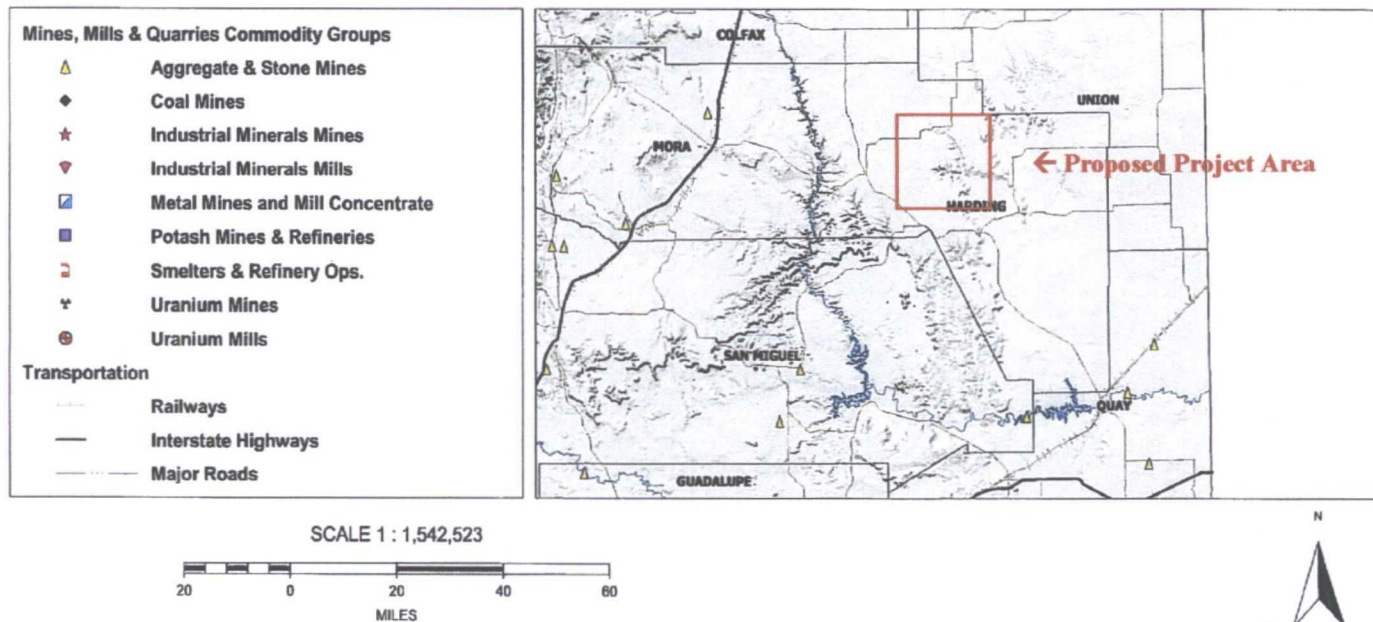 Mines, Mills & Quarries Commodity Groups
Aggregate & Stone Mines
Coal Mines
Industrial Minerals Mines
Industrial Minerals Mills
Metal Mines and Mill Concentrate
Potash Mines & Refineries
Smelters & Refinery Ops.
Uranium Mines
Uranium Mills
Transportation
Railways
Interstate Highways
Major Roads
COLFAX
UNION
MORA
← Proposed Project Area
HARDING
SAN MIGUEL
QUAY
GUADALUPE
SCALE 1 : 1,542,523
20 0 20 40 60
MILES
N